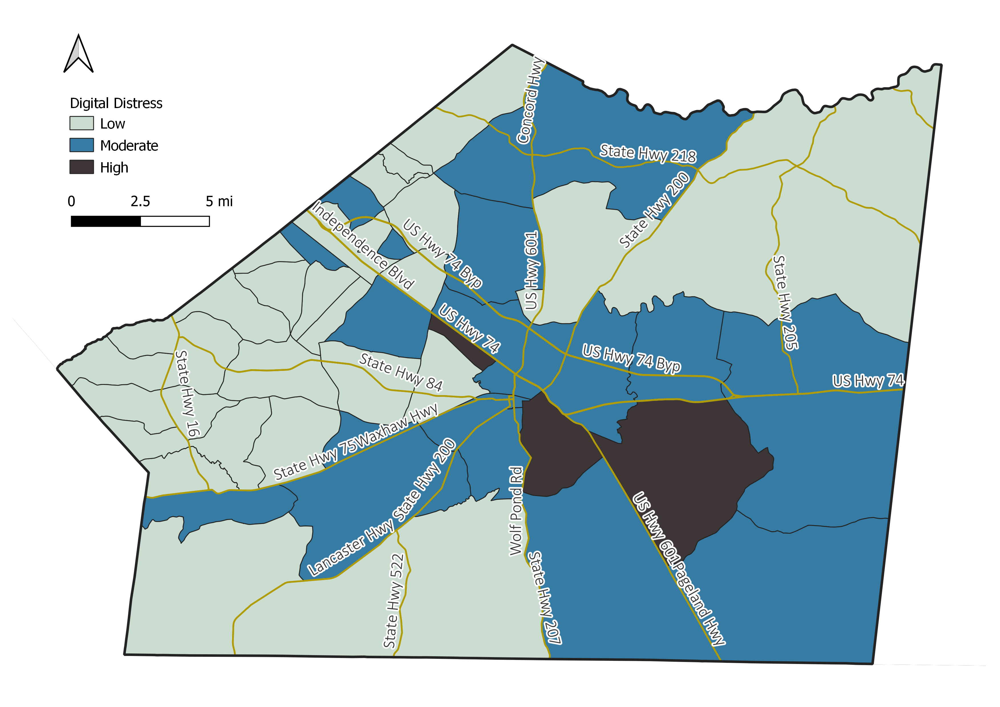 Digital Distress
Low
Moderate
High
0 2.5 5 mi
Concord Hwy
State Hwy 218
State Hwy 200
Independence Blvd
US Hwy 74 Byp
US Hwy 601
State Hwy 205
US Hwy 74
US Hwy 74 Byp
US Hwy 74
State Hwy 84
State Hwy 16
State Hwy 75Waxhaw Hwy
State Hwy 200
Lancaster Hwy
Wolf Pond Rd
State Hwy 522
State Hwy 207
US Hwy 601Pageland Hwy